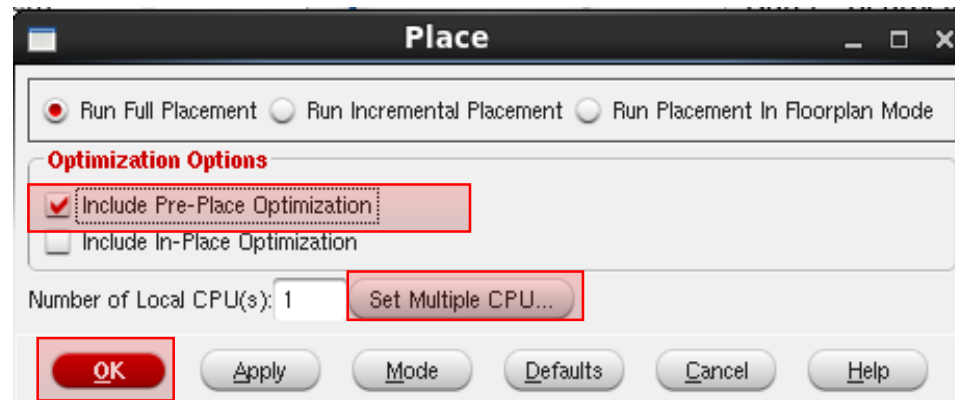 Place
Run Full Placement Run Incremental Placement Run Placement In Floorplan Mode
Optimization Options
Include Pre-Place Optimization
Include In-Place Optimization
Number of Local CPU(s): 1 Set Multiple CPU...
OK Apply Mode Defaults Cancel Help